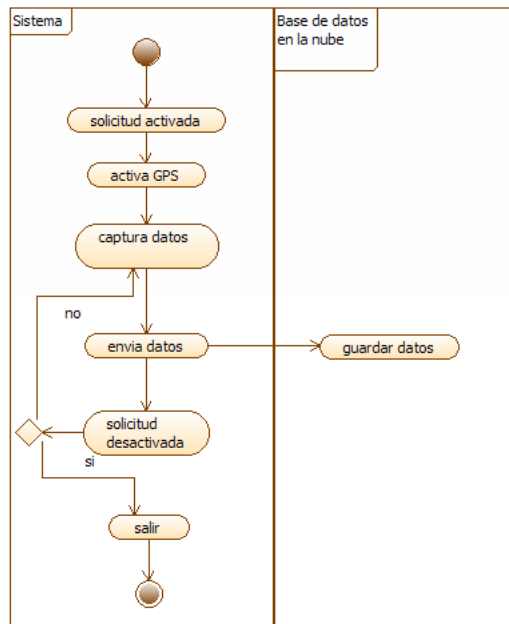 Sistema
Base de datos
en la nube
solicitud activada
activa GPS
captura datos
no
envia datos
guardar datos
solicitud
desactivada
si
salir